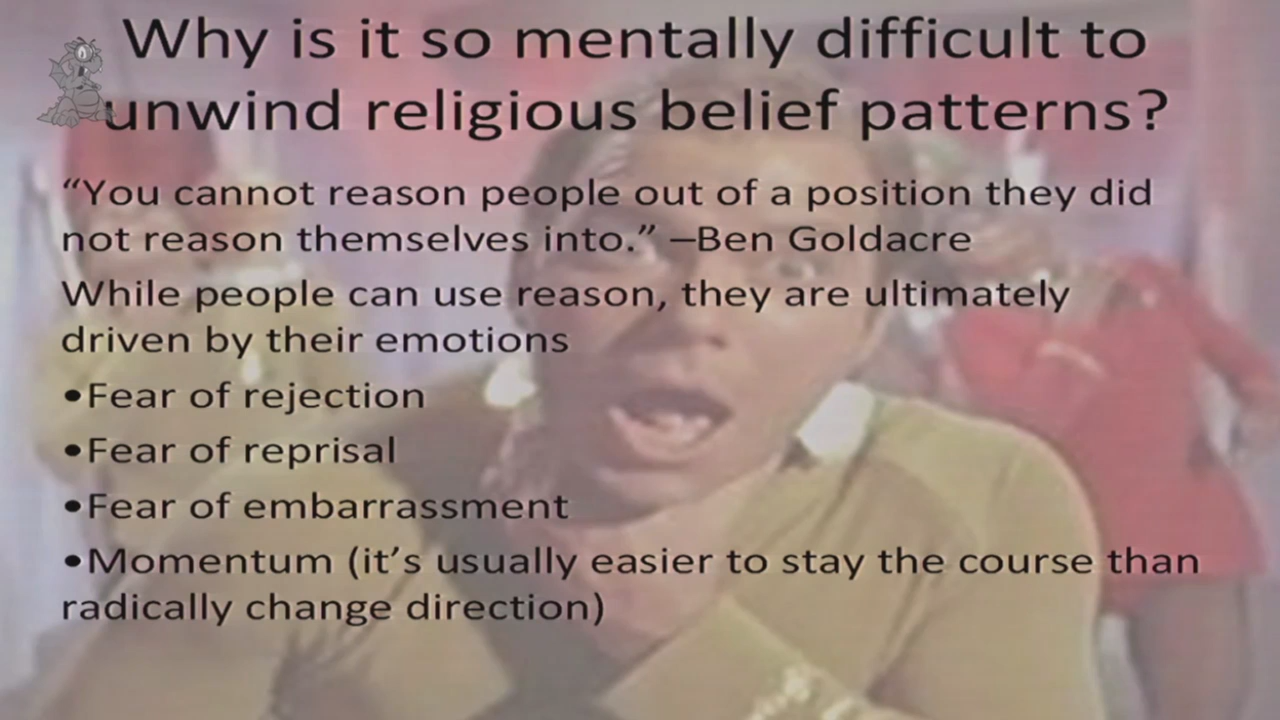 Why is it so mentally difficult to
unwind religious belief patterns?
“You cannot reason people out of a position they did
not reason themselves into.” —Ben Goldacre
While people can use reason, they are ultimately
driven by their emotions
•Fear of rejection
•Fear of reprisal
•Fear of embarrassment
•Momentum (it’s usually easier to stay the course than
radically change direction)